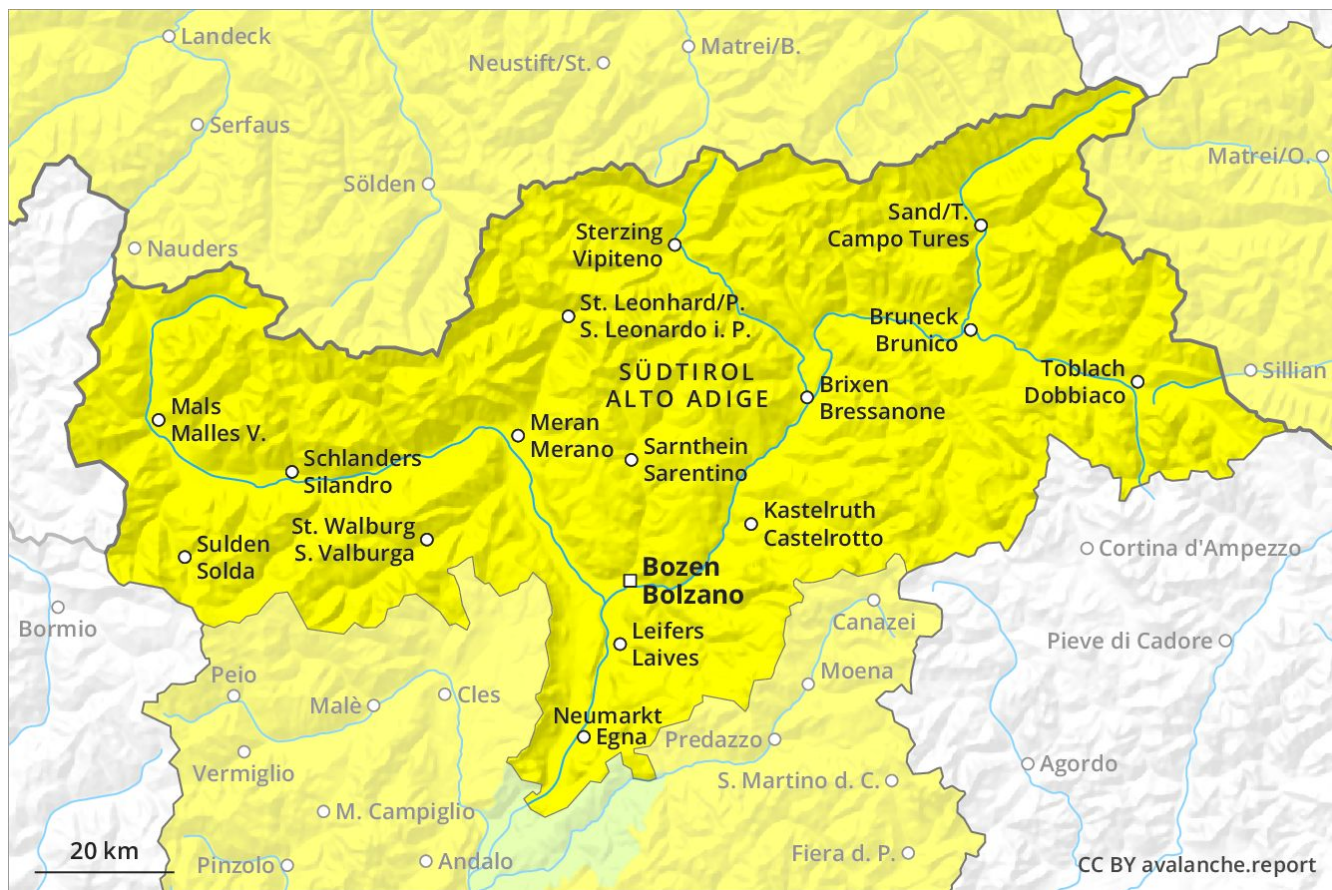 Landeck
Neustift/St.
Matrei/B.
Serfaus
Sölden
Matrei/O.
Nauders
Sterzing
Vipiteno
Sand/T.
Campo Tures
St. Leonhard/P.
S. Leonardo i. P.
Bruneck
Brunico
SÜDTIROL
ALTO ADIGE
Toblach
Dobbiaco
Sillian
Brixen
Bressanone
Mals
Malles V.
Meran
Merano
Schlanders
Silandro
Sarnthein
Sarentino
St. Walburg
S. Valburga
Kastelruth
Castelrotto
Sulden
Solda
Cortina d'Ampezzo
Bozen
Bolzano
Bormio
Canazei
Leifers
Laives
Pieve di Cadore
Peio
Moena
Malè
Cles
Neumarkt
Egna
Predazzo
Vermiglio
S. Martino d. C.
Agordo
M. Campiglio
20 km
Pinzolo
Andalo
Fiera d. P.
CC BY avalanche.report